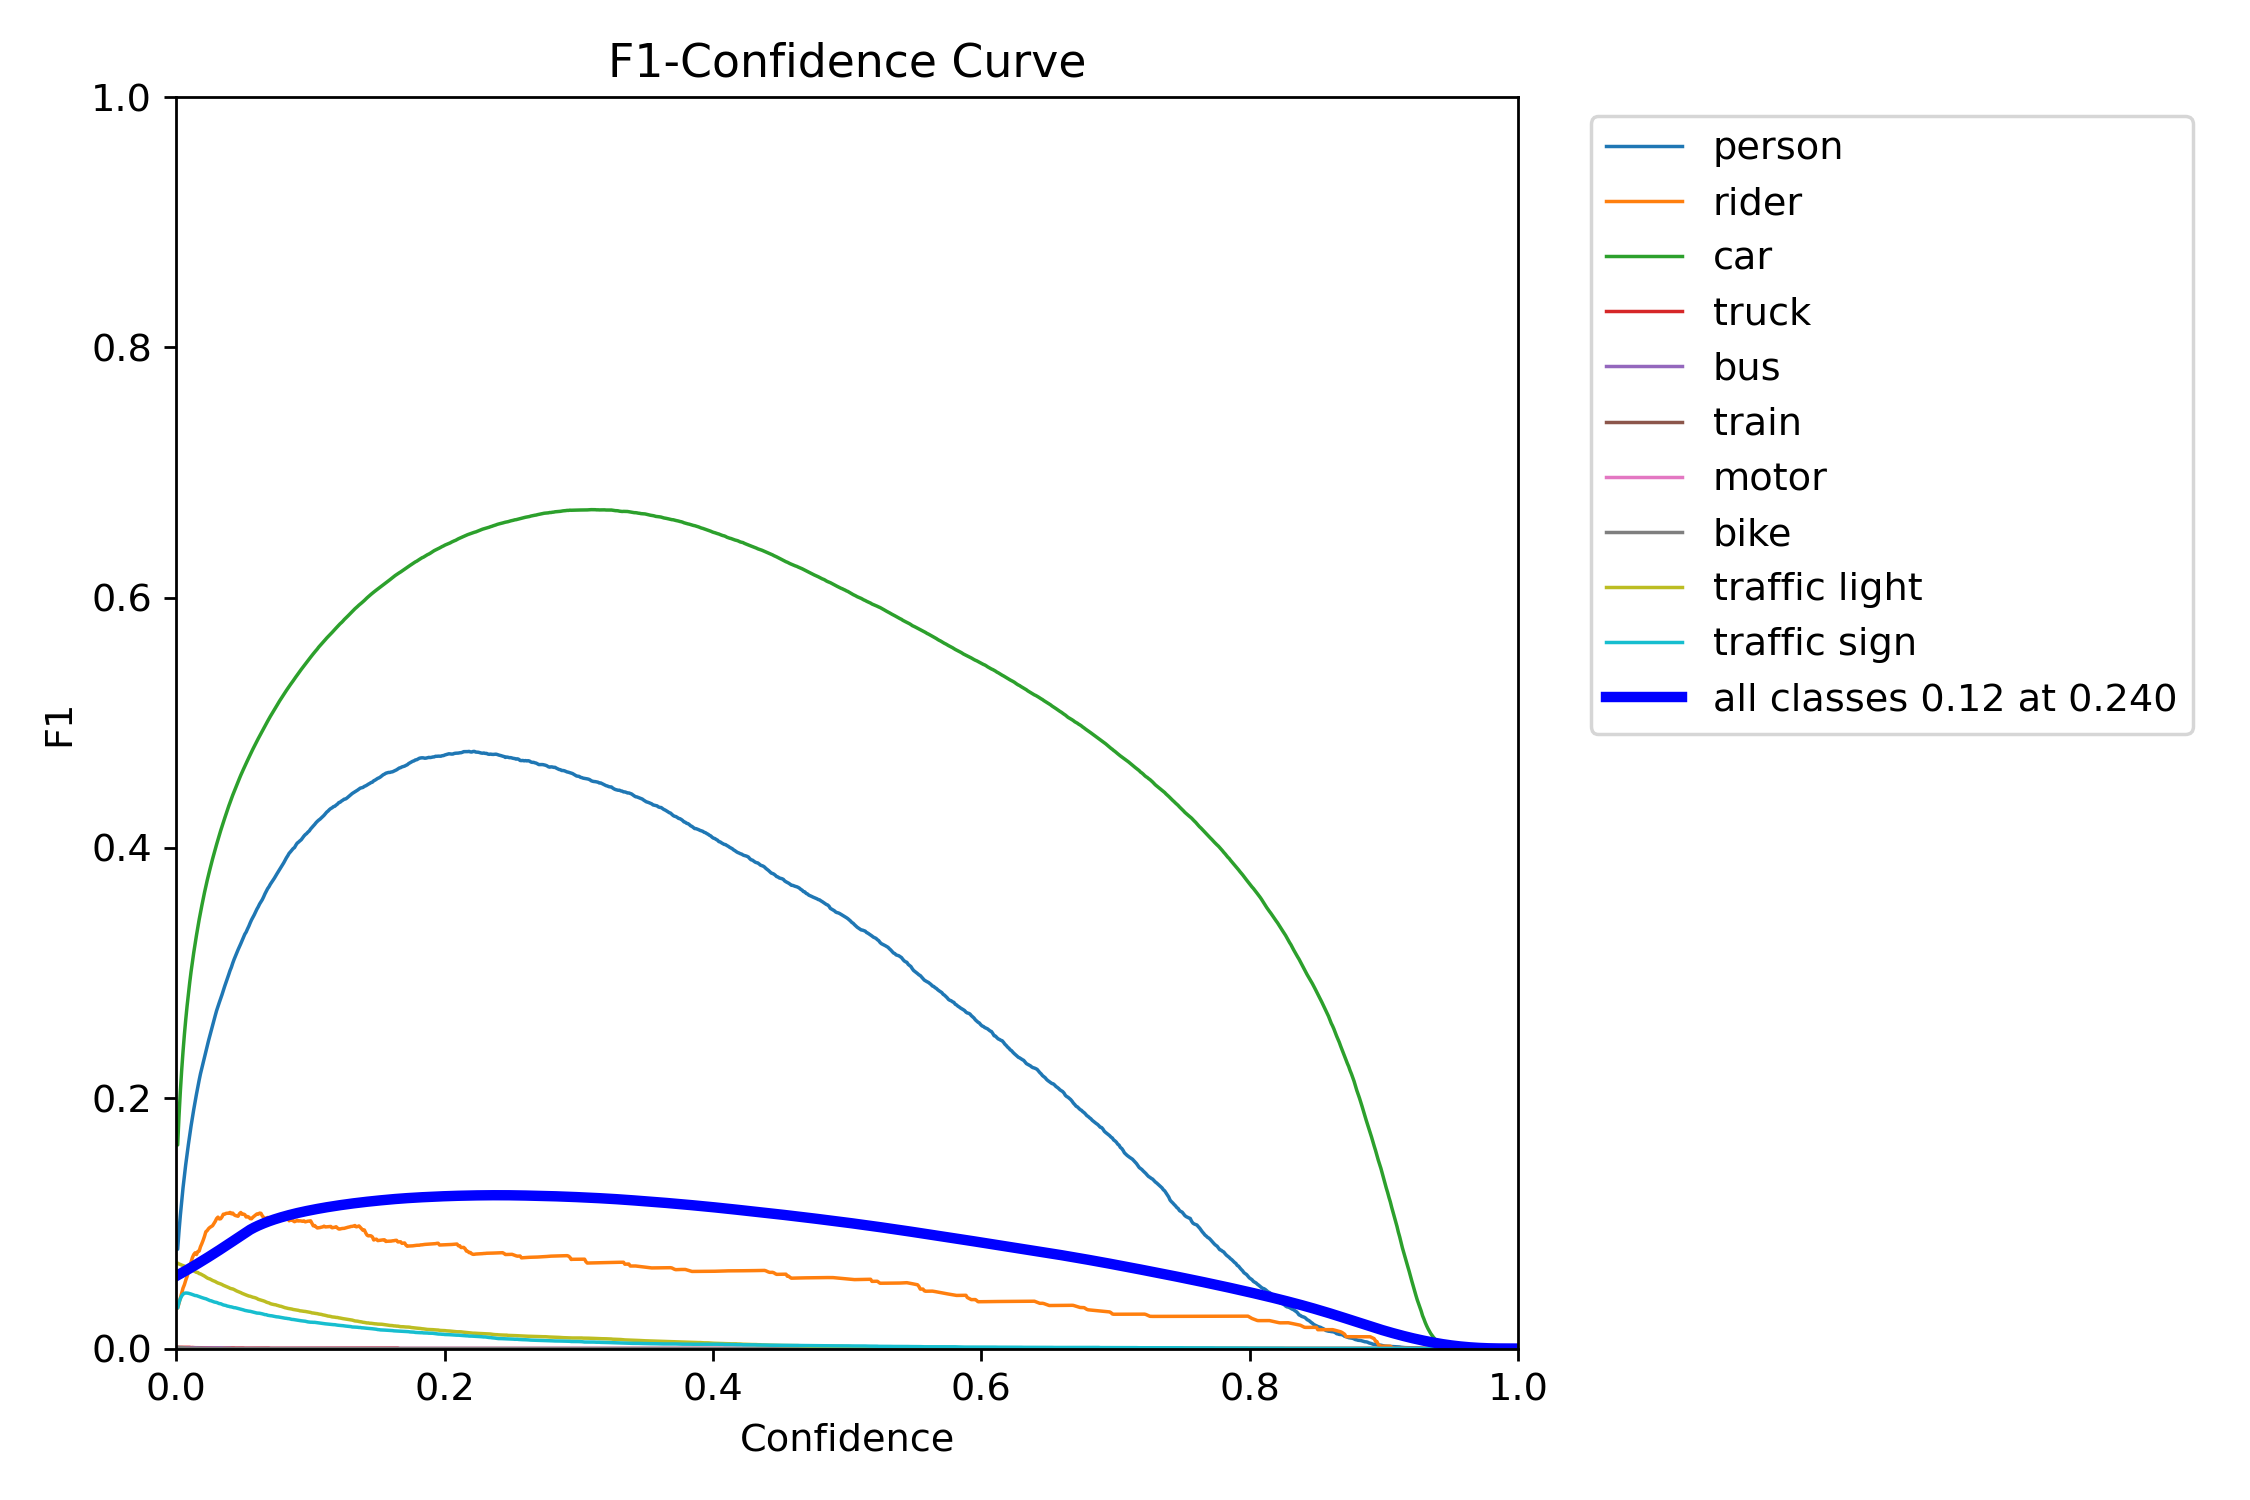 F1-Confidence Curve
1.0
0.8
0.6
0.4
0.2
0.0
F1
0.0 0.2 0.4 0.6 0.8 1.0
Confidence
person
rider
car
truck
bus
train
motor
bike
traffic light
traffic sign
all classes 0.12 at 0.240